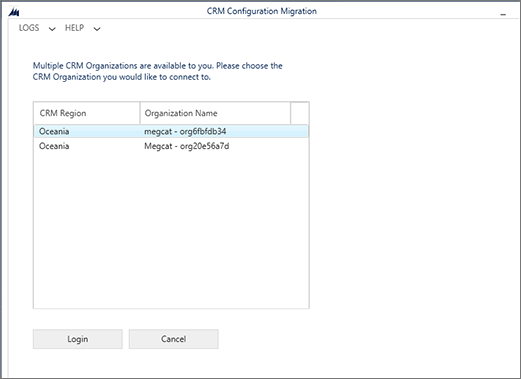 CRM Configuration Migration
LOGS HELP
Multiple CRM Organizations are available to you. Please choose the
CRM Organization you would like to connect to.
CRM Region Organization Name
Oceania megcat - org6fbfdb34
Oceania Megcat - org20e56a7d
Login Cancel